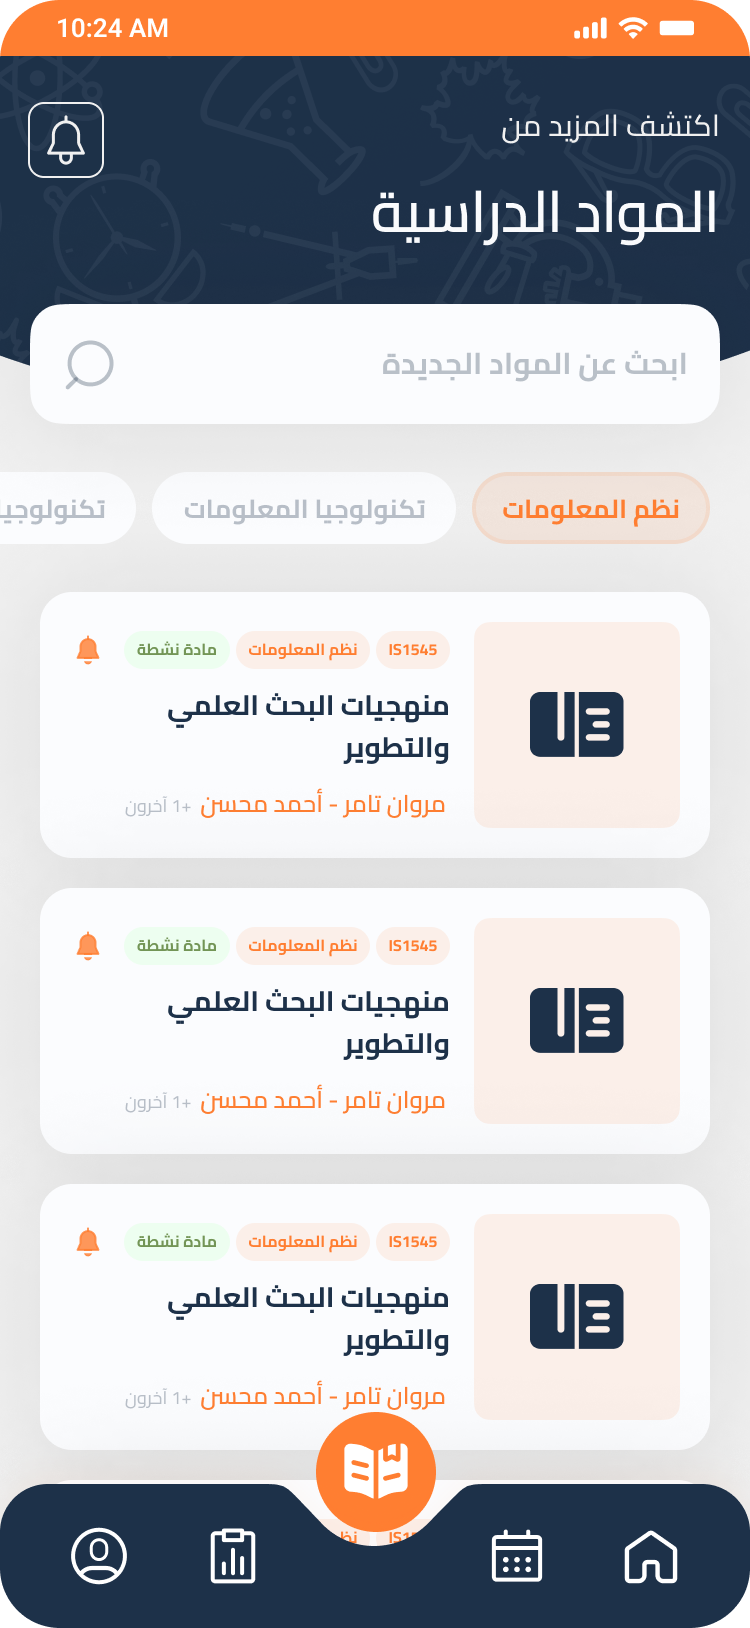 10:24 AM
اكتشف المزيد من
المواد الدراسية
ابحث عن المواد الجديدة
نظم المعلومات
تكنولوجيا المعلومات
تكنولوجيا
IS1545
نظم المعلومات
مادة نشطة
منهجيات البحث العلمي
والتطوير
مروان تامر - أحمد محسن +1 آخرون
IS1545
نظم المعلومات
مادة نشطة
منهجيات البحث العلمي
والتطوير
مروان تامر - أحمد محسن +1 آخرون
IS1545
نظم المعلومات
مادة نشطة
منهجيات البحث العلمي
والتطوير
مروان تامر - أحمد محسن +1 آخرون